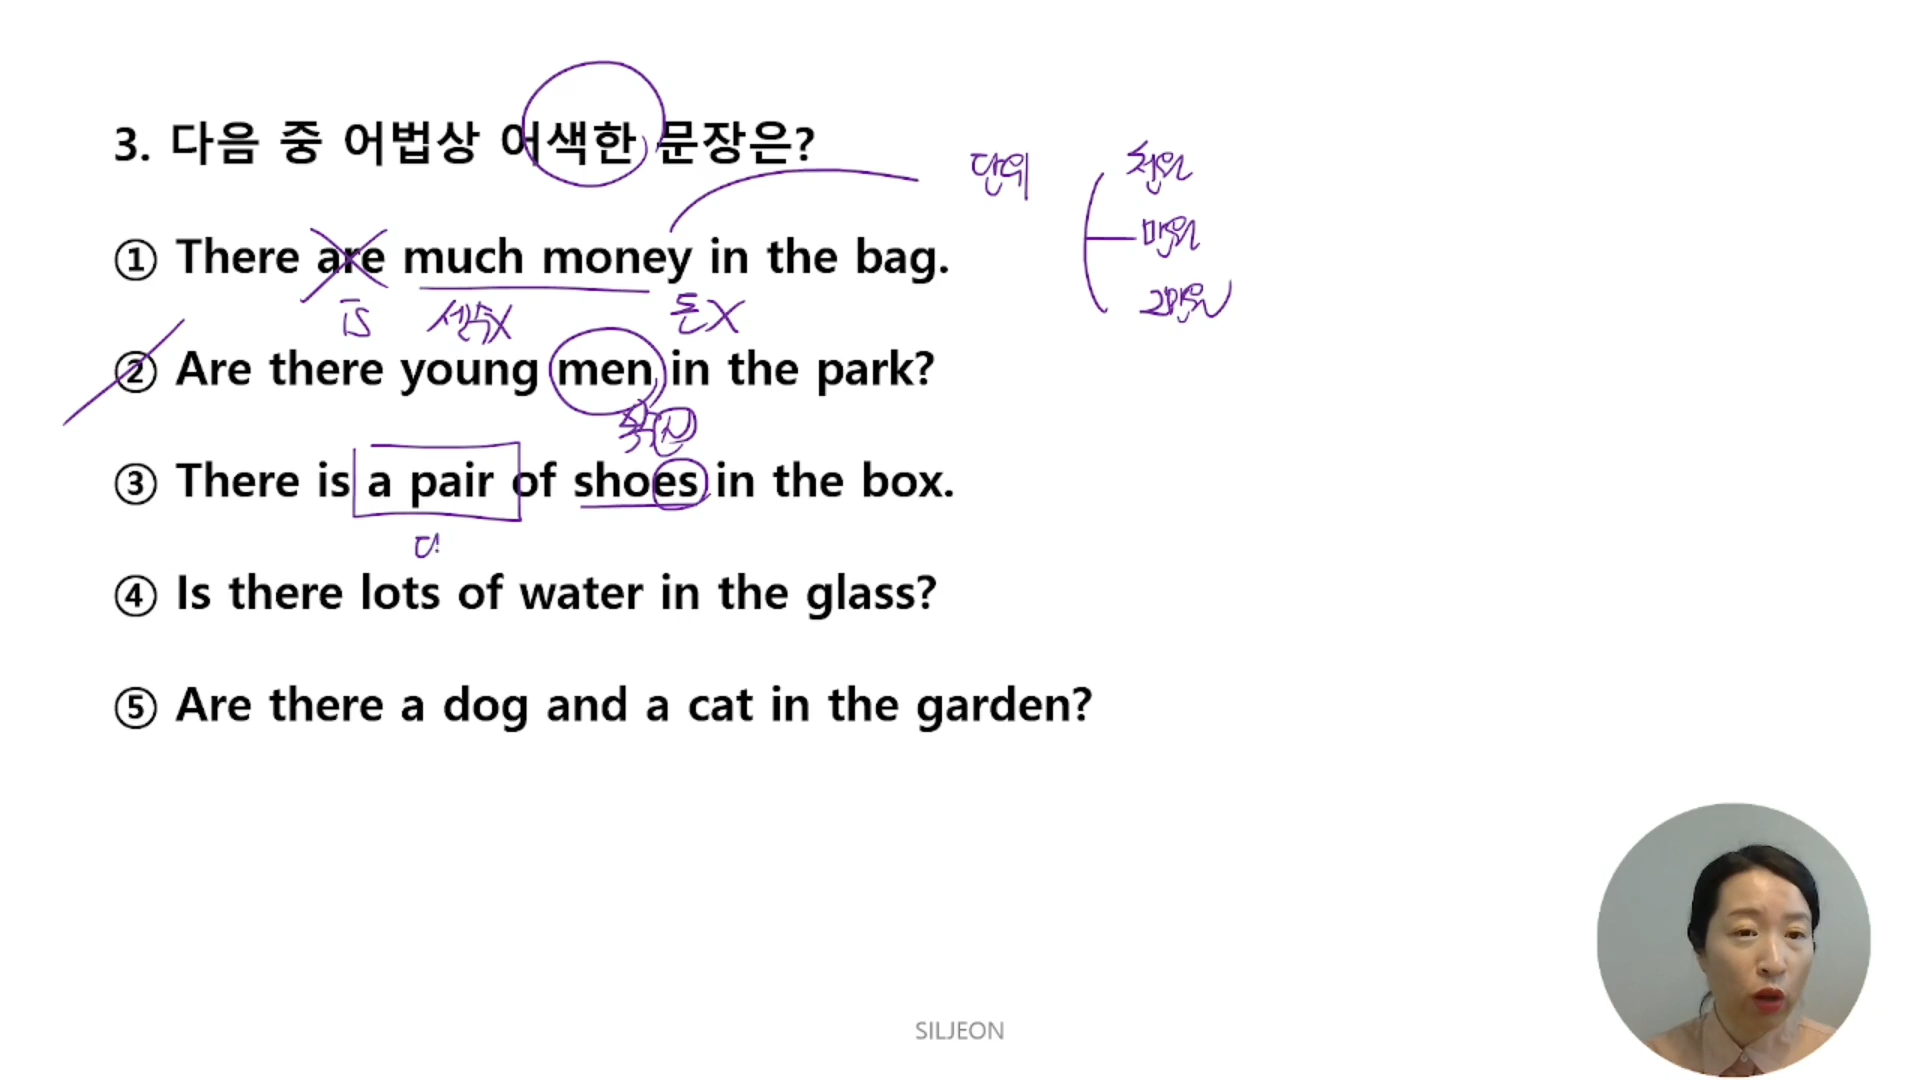 3. 다음 중 어법상 어색한 문장은?
단위
천원
만원
2만원
① There are much money in the bag.
is 셀수X 돈X
② Are there young men in the park?
③ There is a pair of shoes in the box.
④ Is there lots of water in the glass?
⑤ Are there a dog and a cat in the garden?
SILJEON